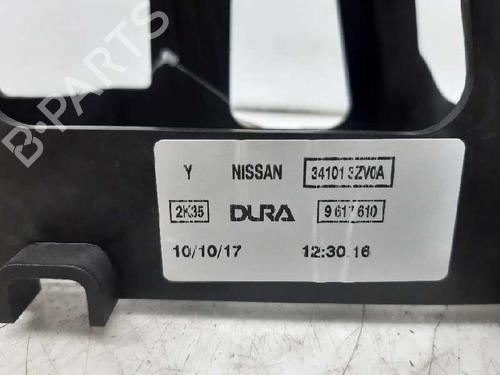 B-PARTS
Y NISSAN 34101 3ZV0A
2K35 DURA 9 617 610
10/10/17 12:30:16